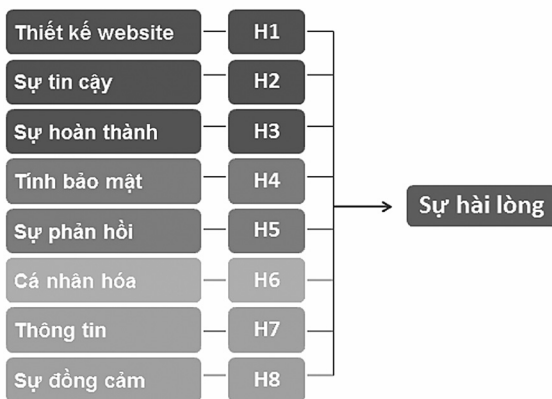 Thiết kế website H1
Sự tin cậy H2
Sự hoàn thành H3
Tính bảo mật H4
Sự phản hồi H5
Cá nhân hóa H6
Thông tin H7
Sự đồng cảm H8
Sự hài lòng